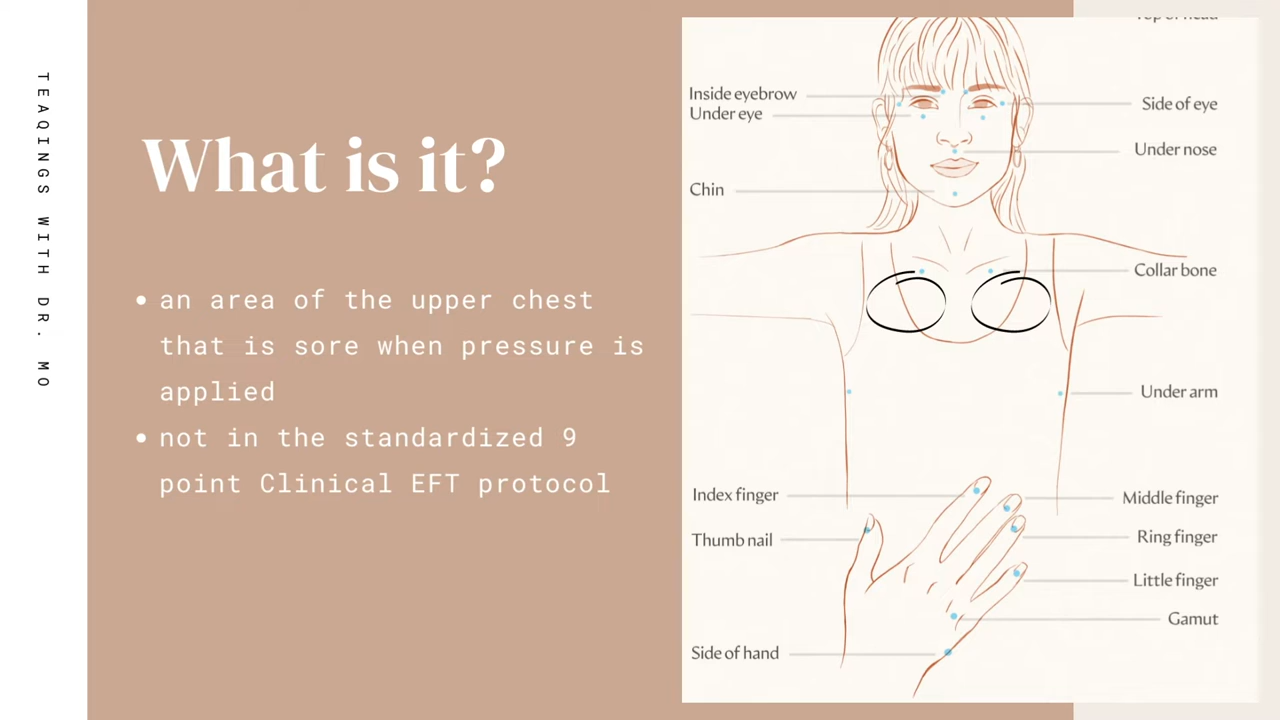 TEAQINGS WITH DR. MO
What is it?
• an area of the upper chest
that is sore when pressure is
applied
• not in the standardized 9
point Clinical EFT protocol
Top of head
Inside eyebrow
Under eye
Side of eye
Under nose
Chin
Collar bone
Under arm
Index finger
Middle finger
Thumb nail
Ring finger
Little finger
Gamut
Side of hand